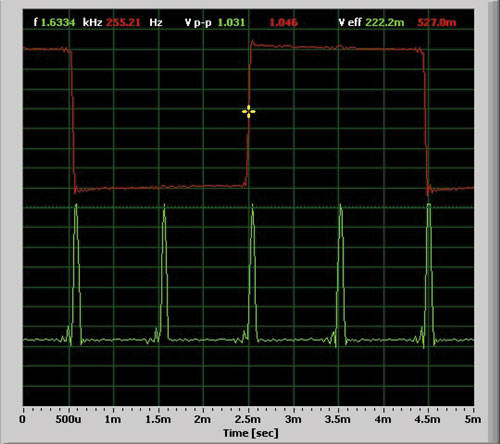 f 1.6334 kHz 255.21 Hz V p-p 1.031 1.046 V eff 222.2m 527.0m
0 500u 1m 1.5m 2m 2.5m 3m 3.5m 4m 4.5m 5m
Time [sec]